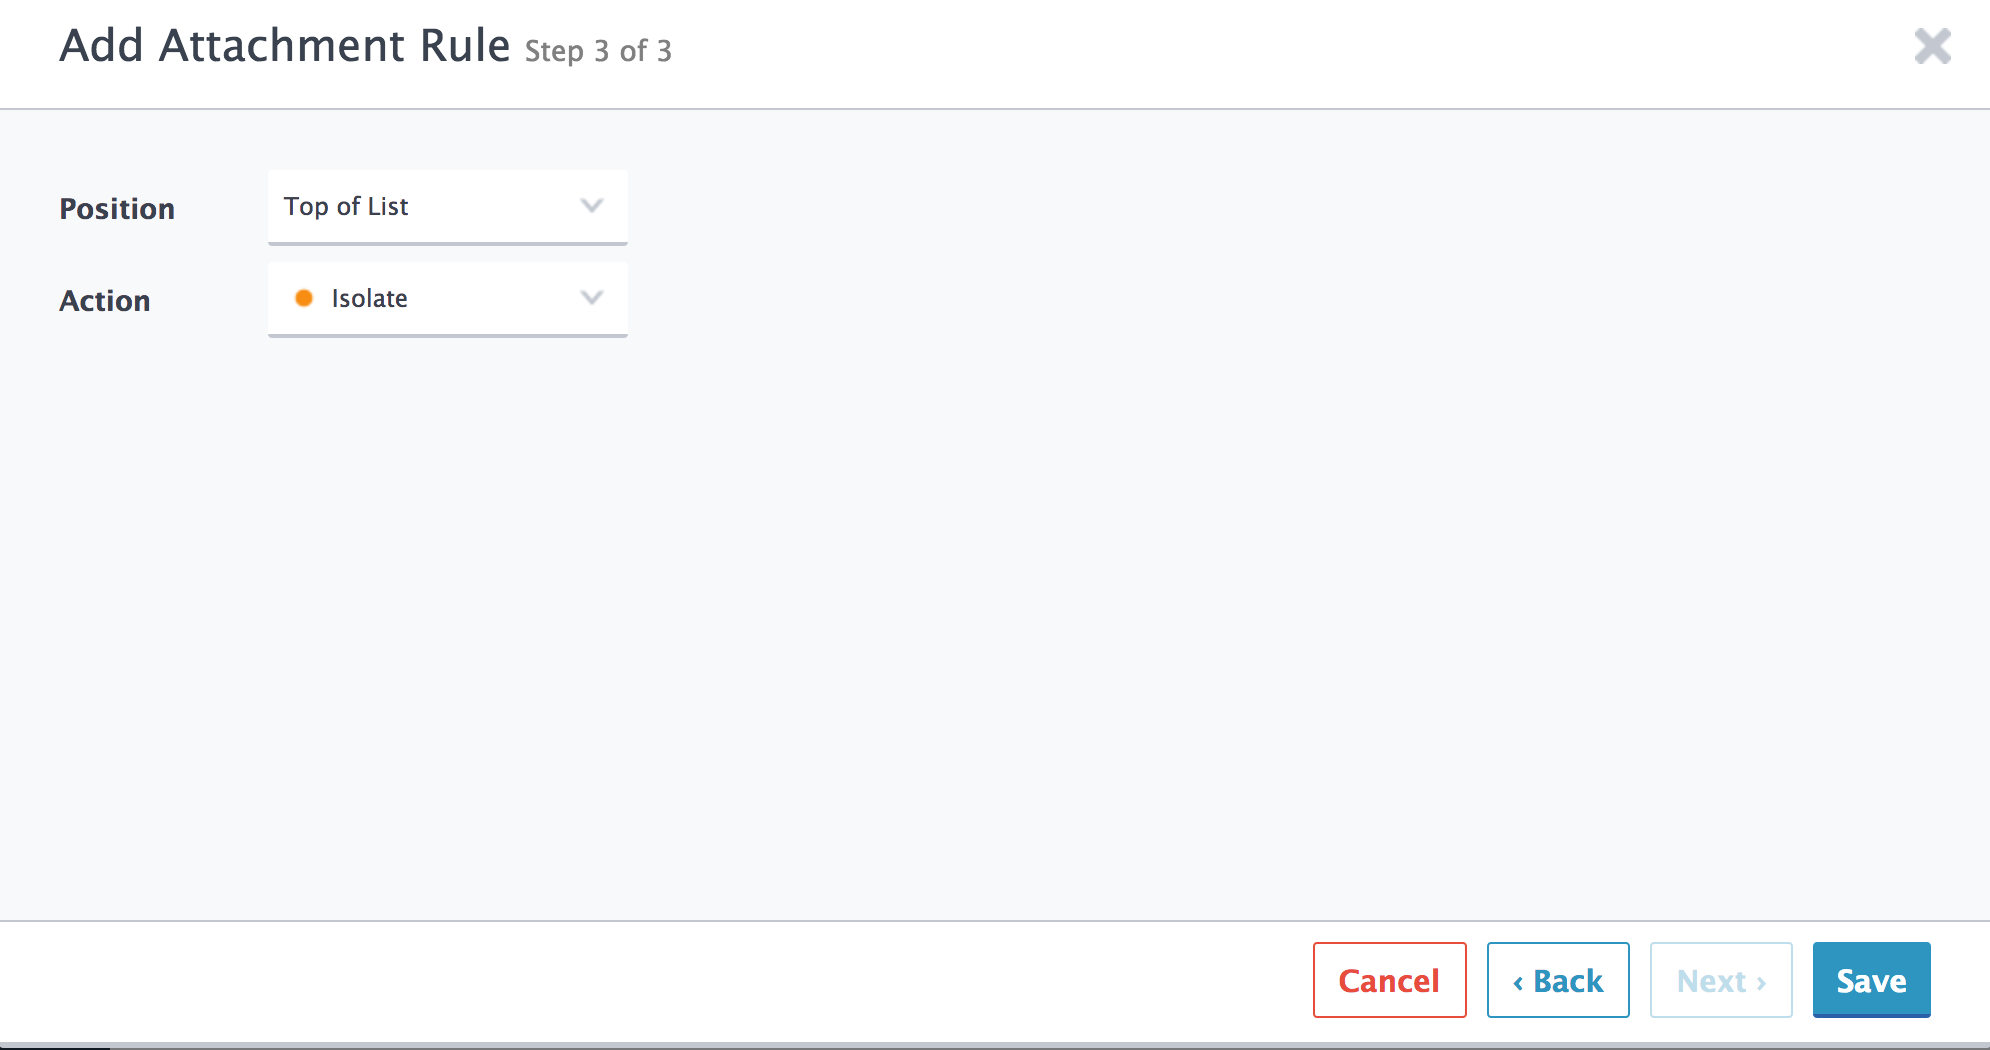 Add Attachment Rule Step 3 of 3
Position Top of List
Action Isolate
Cancel ‹ Back Next › Save